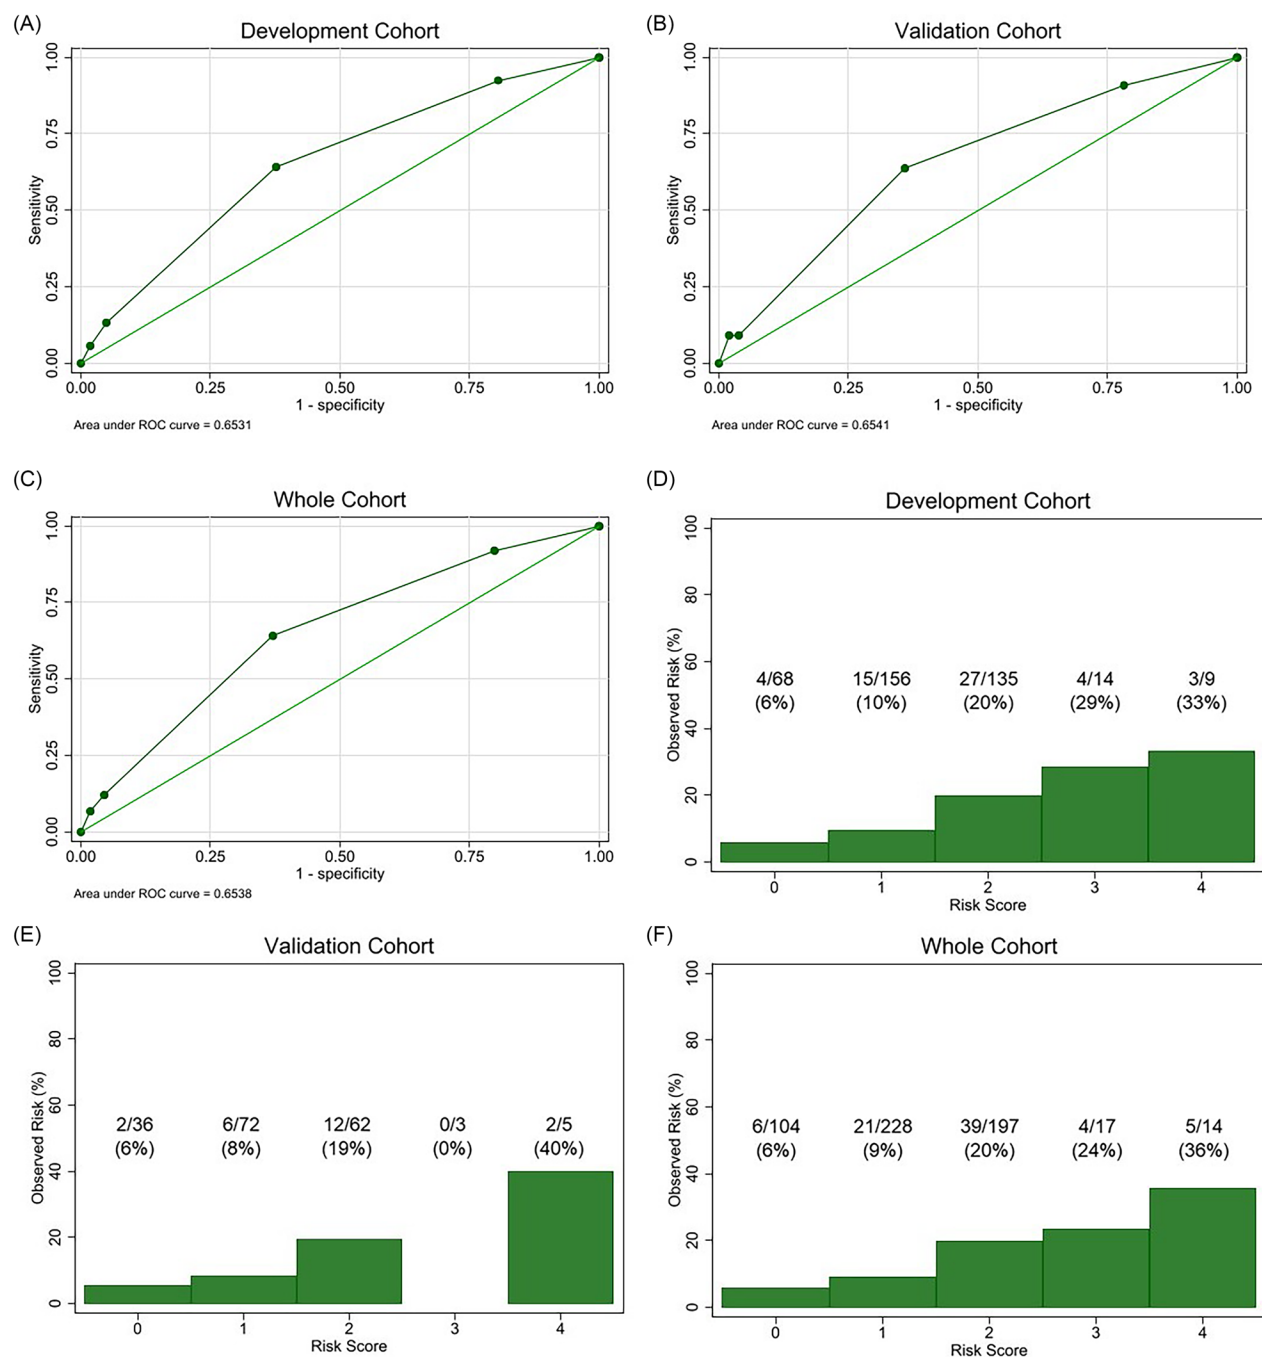 (A)
Development Cohort
1.00
0.75
0.50
0.25
0.00
Sensitivity
0.00 0.25 0.50 0.75 1.00
1 - specificity
Area under ROC curve = 0.6531
(B)
Validation Cohort
1.00
0.75
0.50
0.25
0.00
Sensitivity
0.00 0.25 0.50 0.75 1.00
1 - specificity
Area under ROC curve = 0.6541
(C)
Whole Cohort
1.00
0.75
0.50
0.25
0.00
Sensitivity
0.00 0.25 0.50 0.75 1.00
1 - specificity
Area under ROC curve = 0.6538
(D)
Development Cohort
100
80
60
40
20
0
Observed Risk (%)
4/68 15/156 27/135 4/14 3/9
(6%) (10%) (20%) (29%) (33%)
0 1 2 3 4
Risk Score
(E)
Validation Cohort
100
80
60
40
20
0
Observed Risk (%)
2/36 6/72 12/62 0/3 2/5
(6%) (8%) (19%) (0%) (40%)
0 1 2 3 4
Risk Score
(F)
Whole Cohort
100
80
60
40
20
0
Observed Risk (%)
6/104 21/228 39/197 4/17 5/14
(6%) (9%) (20%) (24%) (36%)
0 1 2 3 4
Risk Score